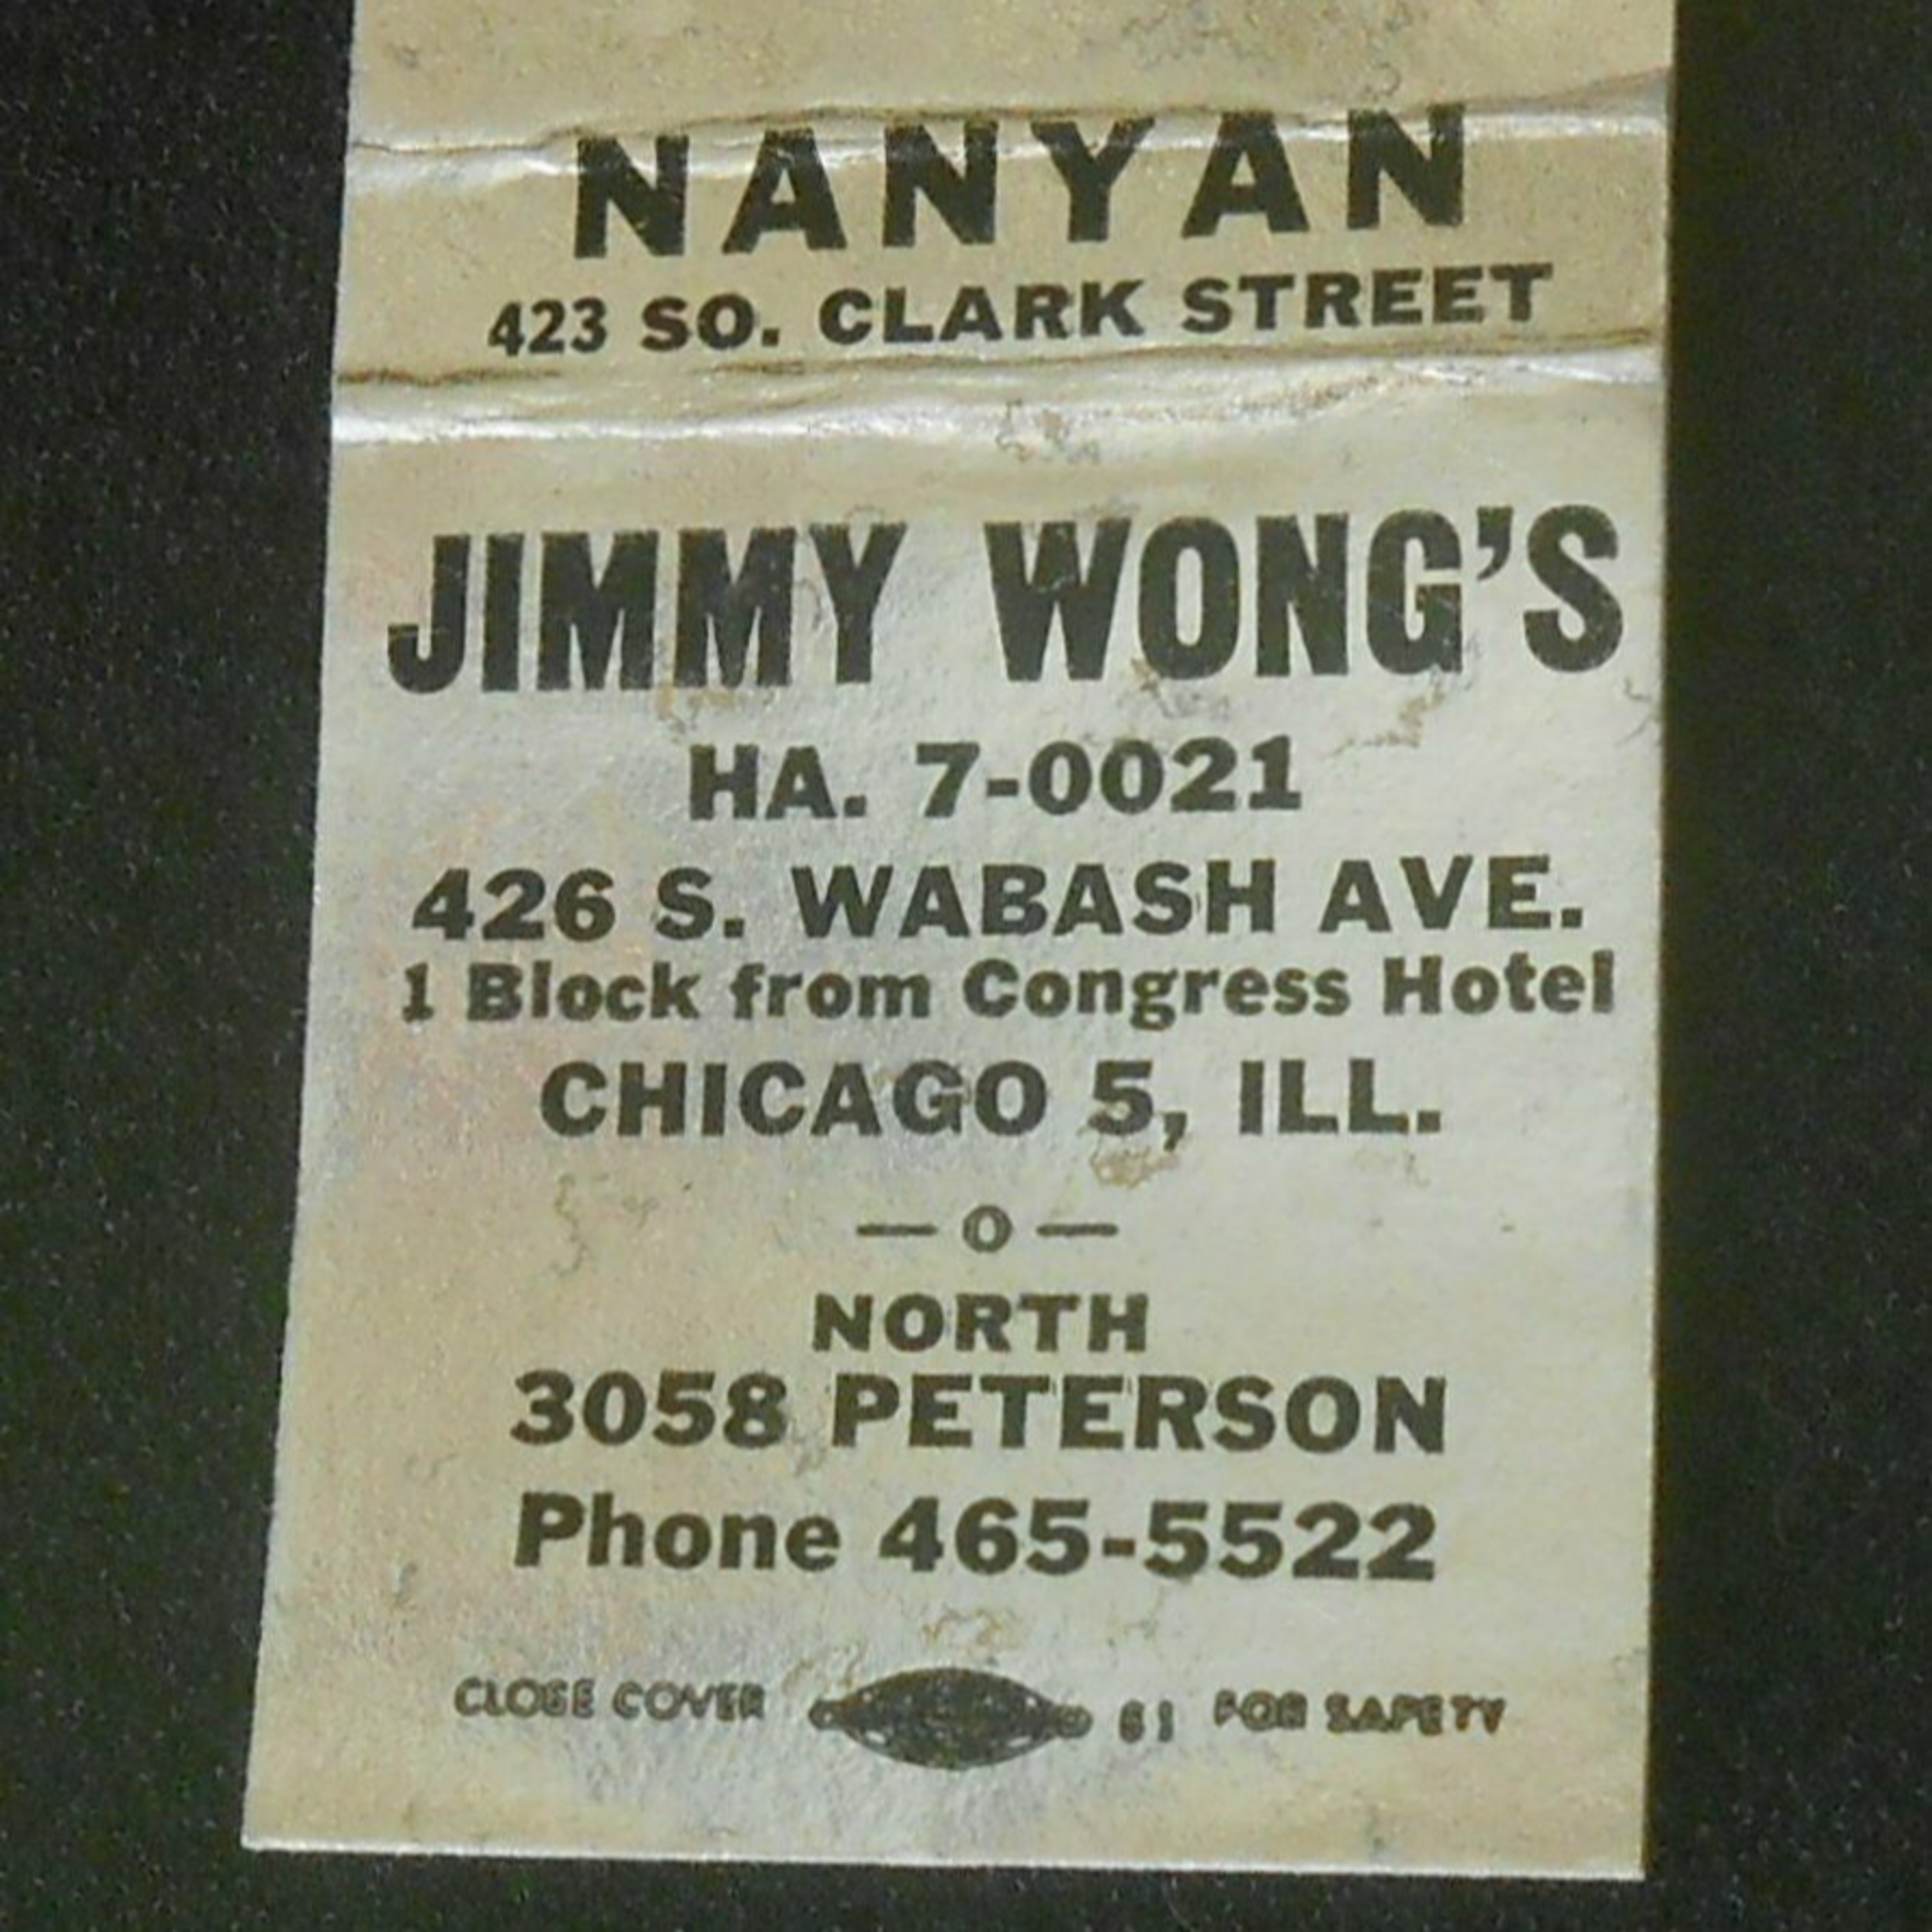 NANYAN
423 SO. CLARK STREET
JIMMY WONG'S
HA. 7-0021
426 S. WABASH AVE.
1 Block from Congress Hotel
CHICAGO 5, ILL.
— O —
NORTH
3058 PETERSON
Phone 465-5522
CLOSE COVER 61 FOR SAFETY